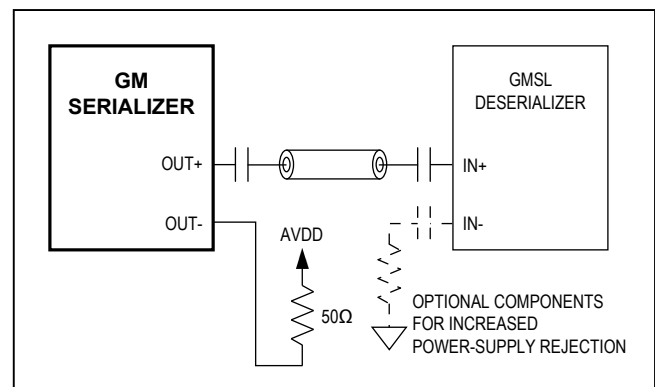 GM
SERIALIZER
GMSL
DESERIALIZER
OUT+
IN+
OUT-
IN-
AVDD
50Ω
OPTIONAL COMPONENTS
FOR INCREASED
POWER-SUPPLY REJECTION